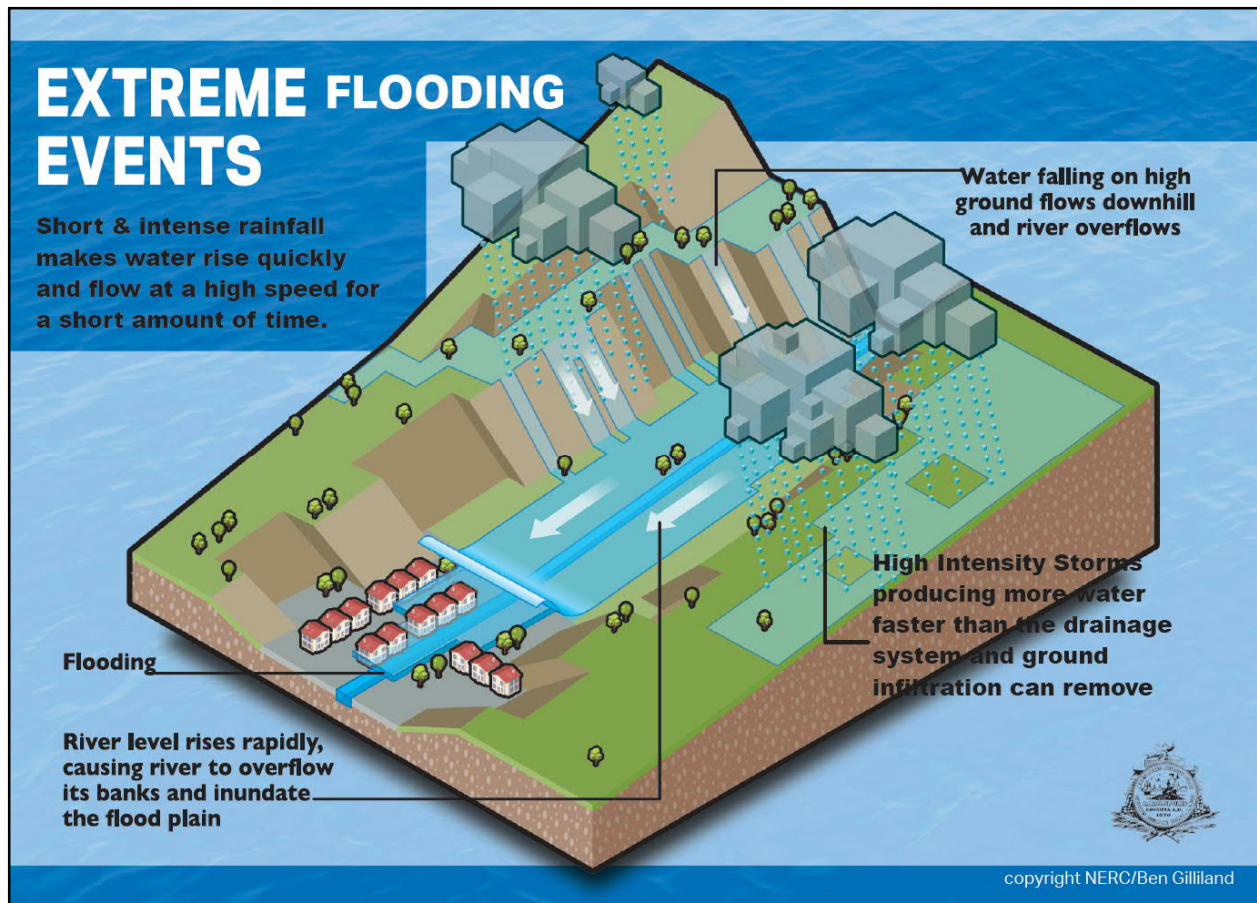 EXTREME FLOODING
EVENTS
Short & intense rainfall
makes water rise quickly
and flow at a high speed for
a short amount of time.
Water falling on high
ground flows downhill
and river overflows
High Intensity Storms
producing more water
faster than the drainage
system and ground
infiltration can remove
Flooding
River level rises rapidly,
causing river to overflow
its banks and inundate
the flood plain
copyright NERC/Ben Gilliland